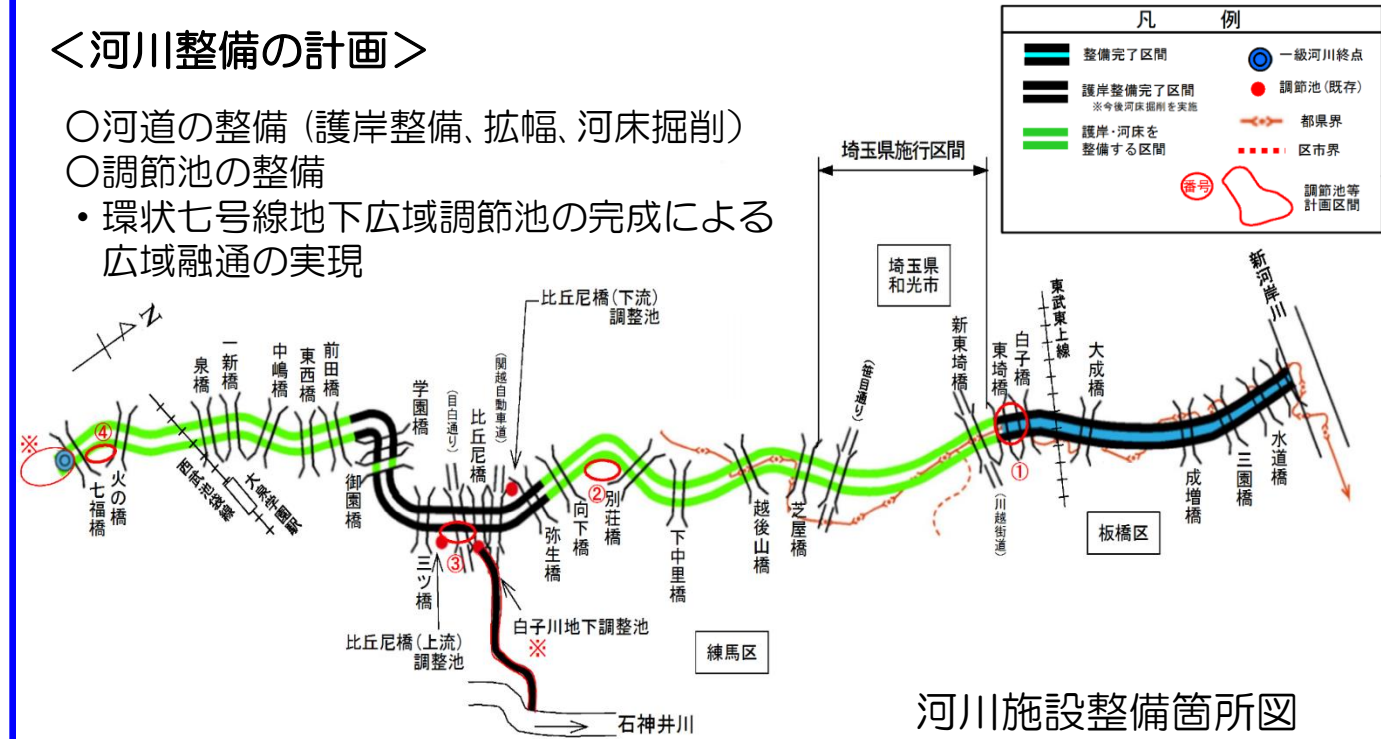 ＜河川整備の計画＞
○河道の整備（護岸整備、拡幅、河床掘削）
○調節池の整備
・環状七号線地下広域調節池の完成による
広域融通の実現
凡　例
整備完了区間
護岸整備完了区間
※今後河床掘削を実施
護岸・河床を
整備する区間
一級河川終点
調節池（既存）
都県界
区市界
番号
調節池等
計画区間
埼玉県施行区間
埼玉県
和光市
新河岸川
N
比丘尼橋（下流）
調整池
※
④
七福橋
火の橋
西武池袋線
大泉学園駅
泉橋
一新橋
中嶋橋
東西橋
前田橋
御園橋
学園橋
三ツ橋
（目白通り）
③
比丘尼橋
（関越自動車道）
弥生橋
向下橋
②
別荘橋
下中里橋
越後山橋
芝屋橋
（笹目通り）
新東埼橋
（川越街道）
東埼橋
白子橋
①
東武東上線
大成橋
成増橋
三園橋
水道橋
板橋区
比丘尼橋（上流）
調整池
白子川地下調整池
※
練馬区
石神井川
河川施設整備箇所図